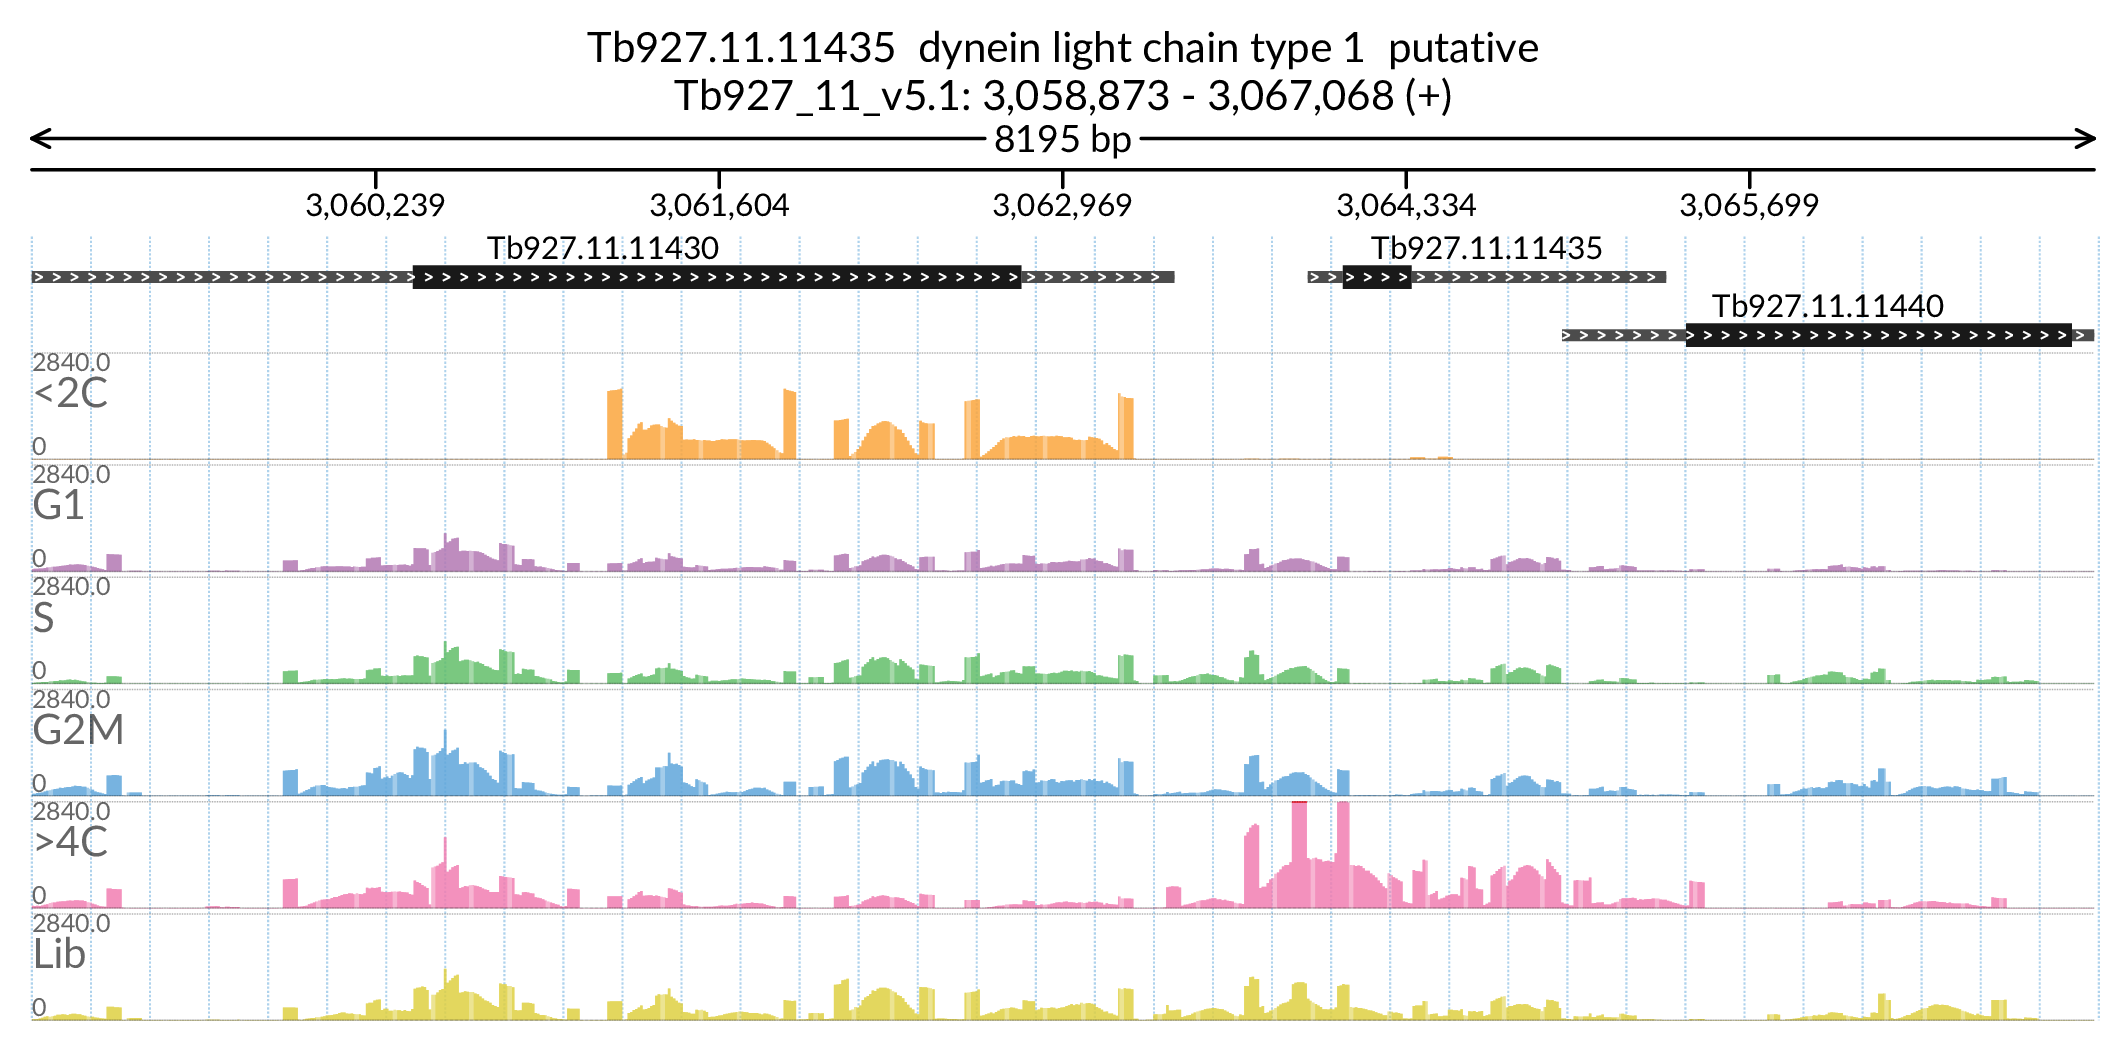 Tb927.11.11435 dynein light chain type 1 putative
Tb927_11_v5.1: 3,058,873 - 3,067,068 (+)
8195 bp
3,060,239 3,061,604 3,062,969 3,064,334 3,065,699
Tb927.11.11430 Tb927.11.11435
Tb927.11.11440
2840.0
<2C
0
2840.0
G1
0
2840.0
S
0
2840.0
G2M
0
2840.0
>4C
0
2840.0
Lib
0